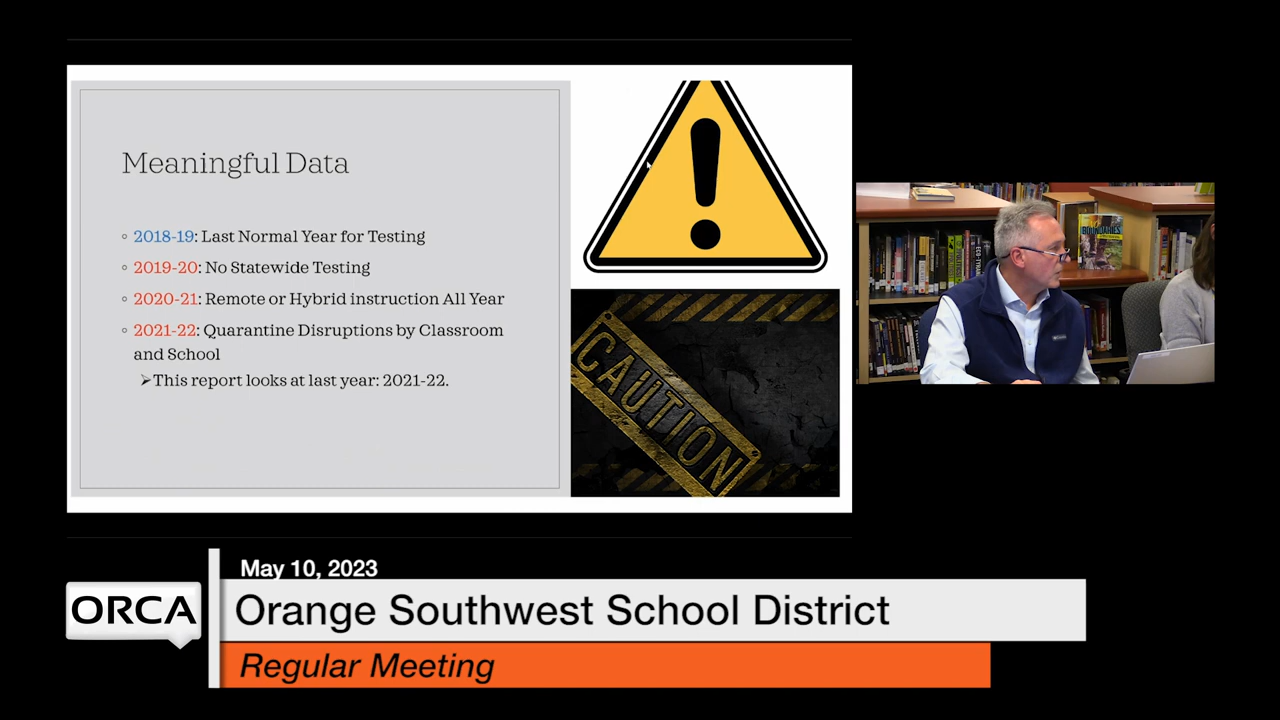 Meaningful Data
◦ 2018-19: Last Normal Year for Testing
◦ 2019-20: No Statewide Testing
◦ 2020-21: Remote or Hybrid instruction All Year
◦ 2021-22: Quarantine Disruptions by Classroom
and School
➢This report looks at last year: 2021-22.
!
CAUTION
BOUNDARIES
May 10, 2023
ORCA
Orange Southwest School District
Regular Meeting